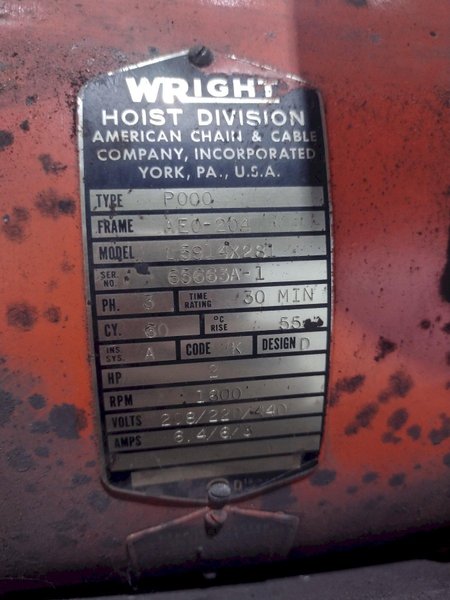 WRIGHT
HOIST DIVISION
AMERICAN CHAIN & CABLE
COMPANY, INCORPORATED
YORK, PA., U.S.A.
TYPE P000
FRAME
MODEL
SER. NO. 65663A-1
PH. 3 TIME RATING 30 MIN
CY. 60 °C RISE 55
INS. SYS. A CODE K DESIGN D
HP 2
RPM 1800
VOLTS 208/220/440
AMPS